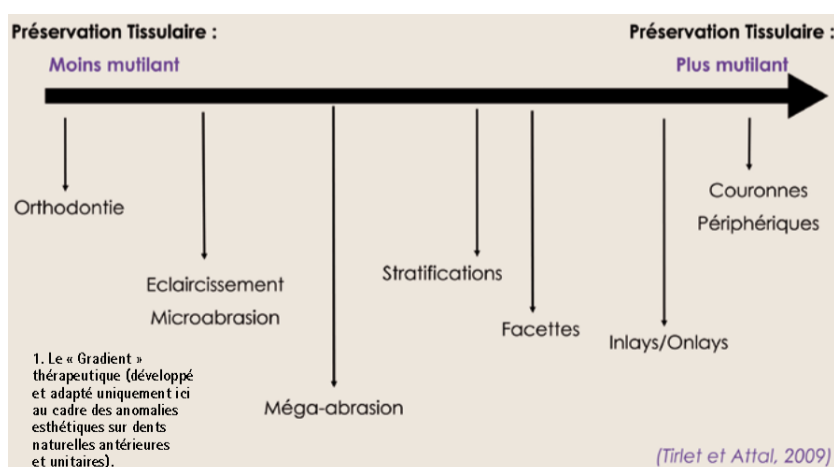 Préservation Tissulaire :
Moins mutilant
Préservation Tissulaire :
Plus mutilant
Orthodontie
Eclaircissement
Microabrasion
Méga-abrasion
Stratifications
Facettes
Inlays/Onlays
Couronnes
Périphériques
1. Le « Gradient »
thérapeutique (développé
et adapté uniquement ici
au cadre des anomalies
esthétiques sur dents
naturelles antérieures
et unitaires).
(Tirlet et Attal, 2009)